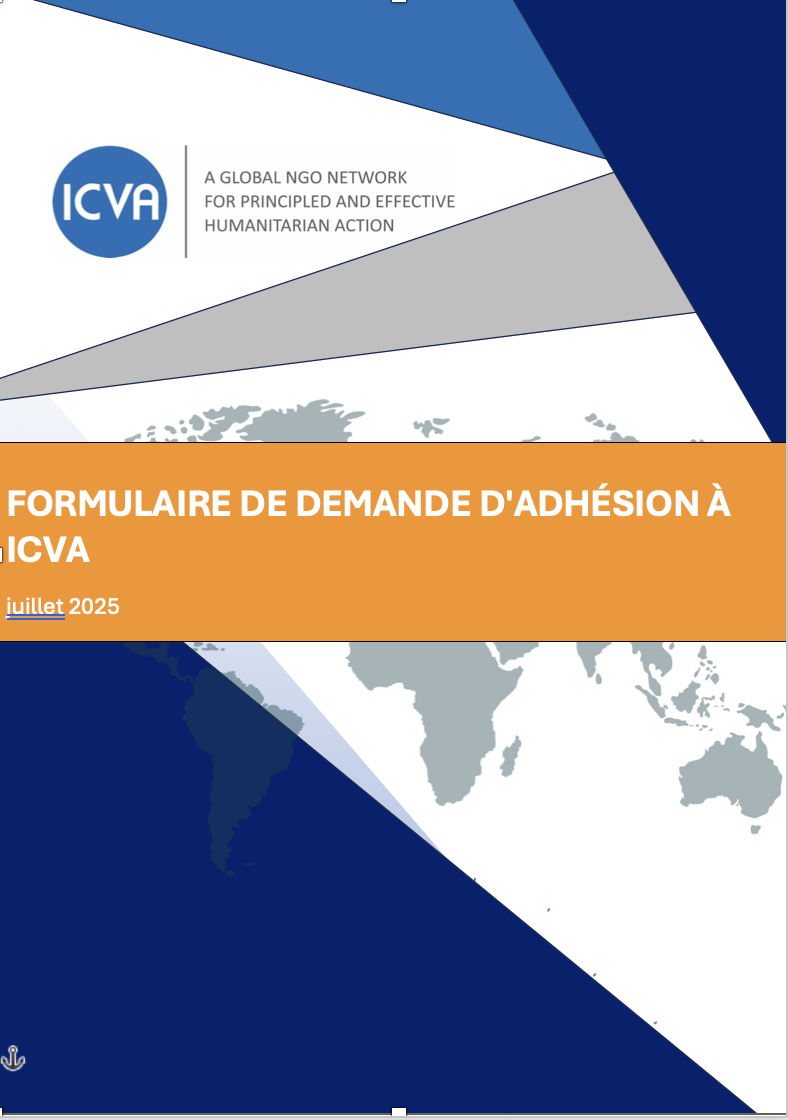 ICVA
A GLOBAL NGO NETWORK
FOR PRINCIPLED AND EFFECTIVE
HUMANITARIAN ACTION
FORMULAIRE DE DEMANDE D'ADHÉSION À
ICVA
juillet 2025